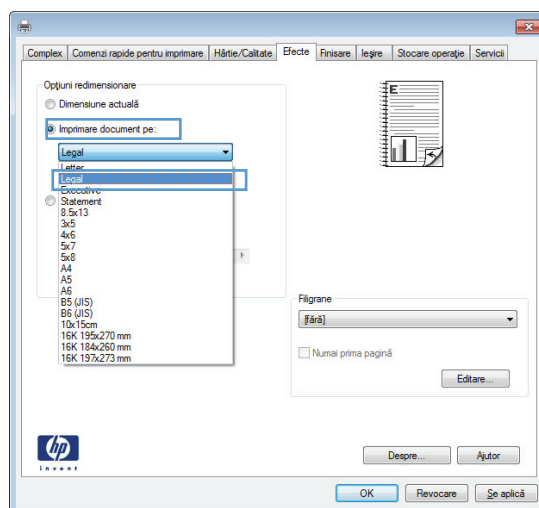 Complex Comenzi rapide pentru imprimare Hârtie/Calitate Efecte Finisare Ieşire Stocare operaţie Servicii
Opţiuni redimensionare
Dimensiune actuală
Imprimare document pe:
Legal
Letter
Legal
Executive
Statement
8.5x13
3x5
4x6
5x7
5x8
A4
A5
A6
B5 (JIS)
B6 (JIS)
10x15cm
16K 195x270 mm
16K 184x260 mm
16K 197x273 mm
E
Filigrane
[fără]
Numai prima pagină
Editare...
hp
invent
Despre... Ajutor
OK Revocare Se aplică